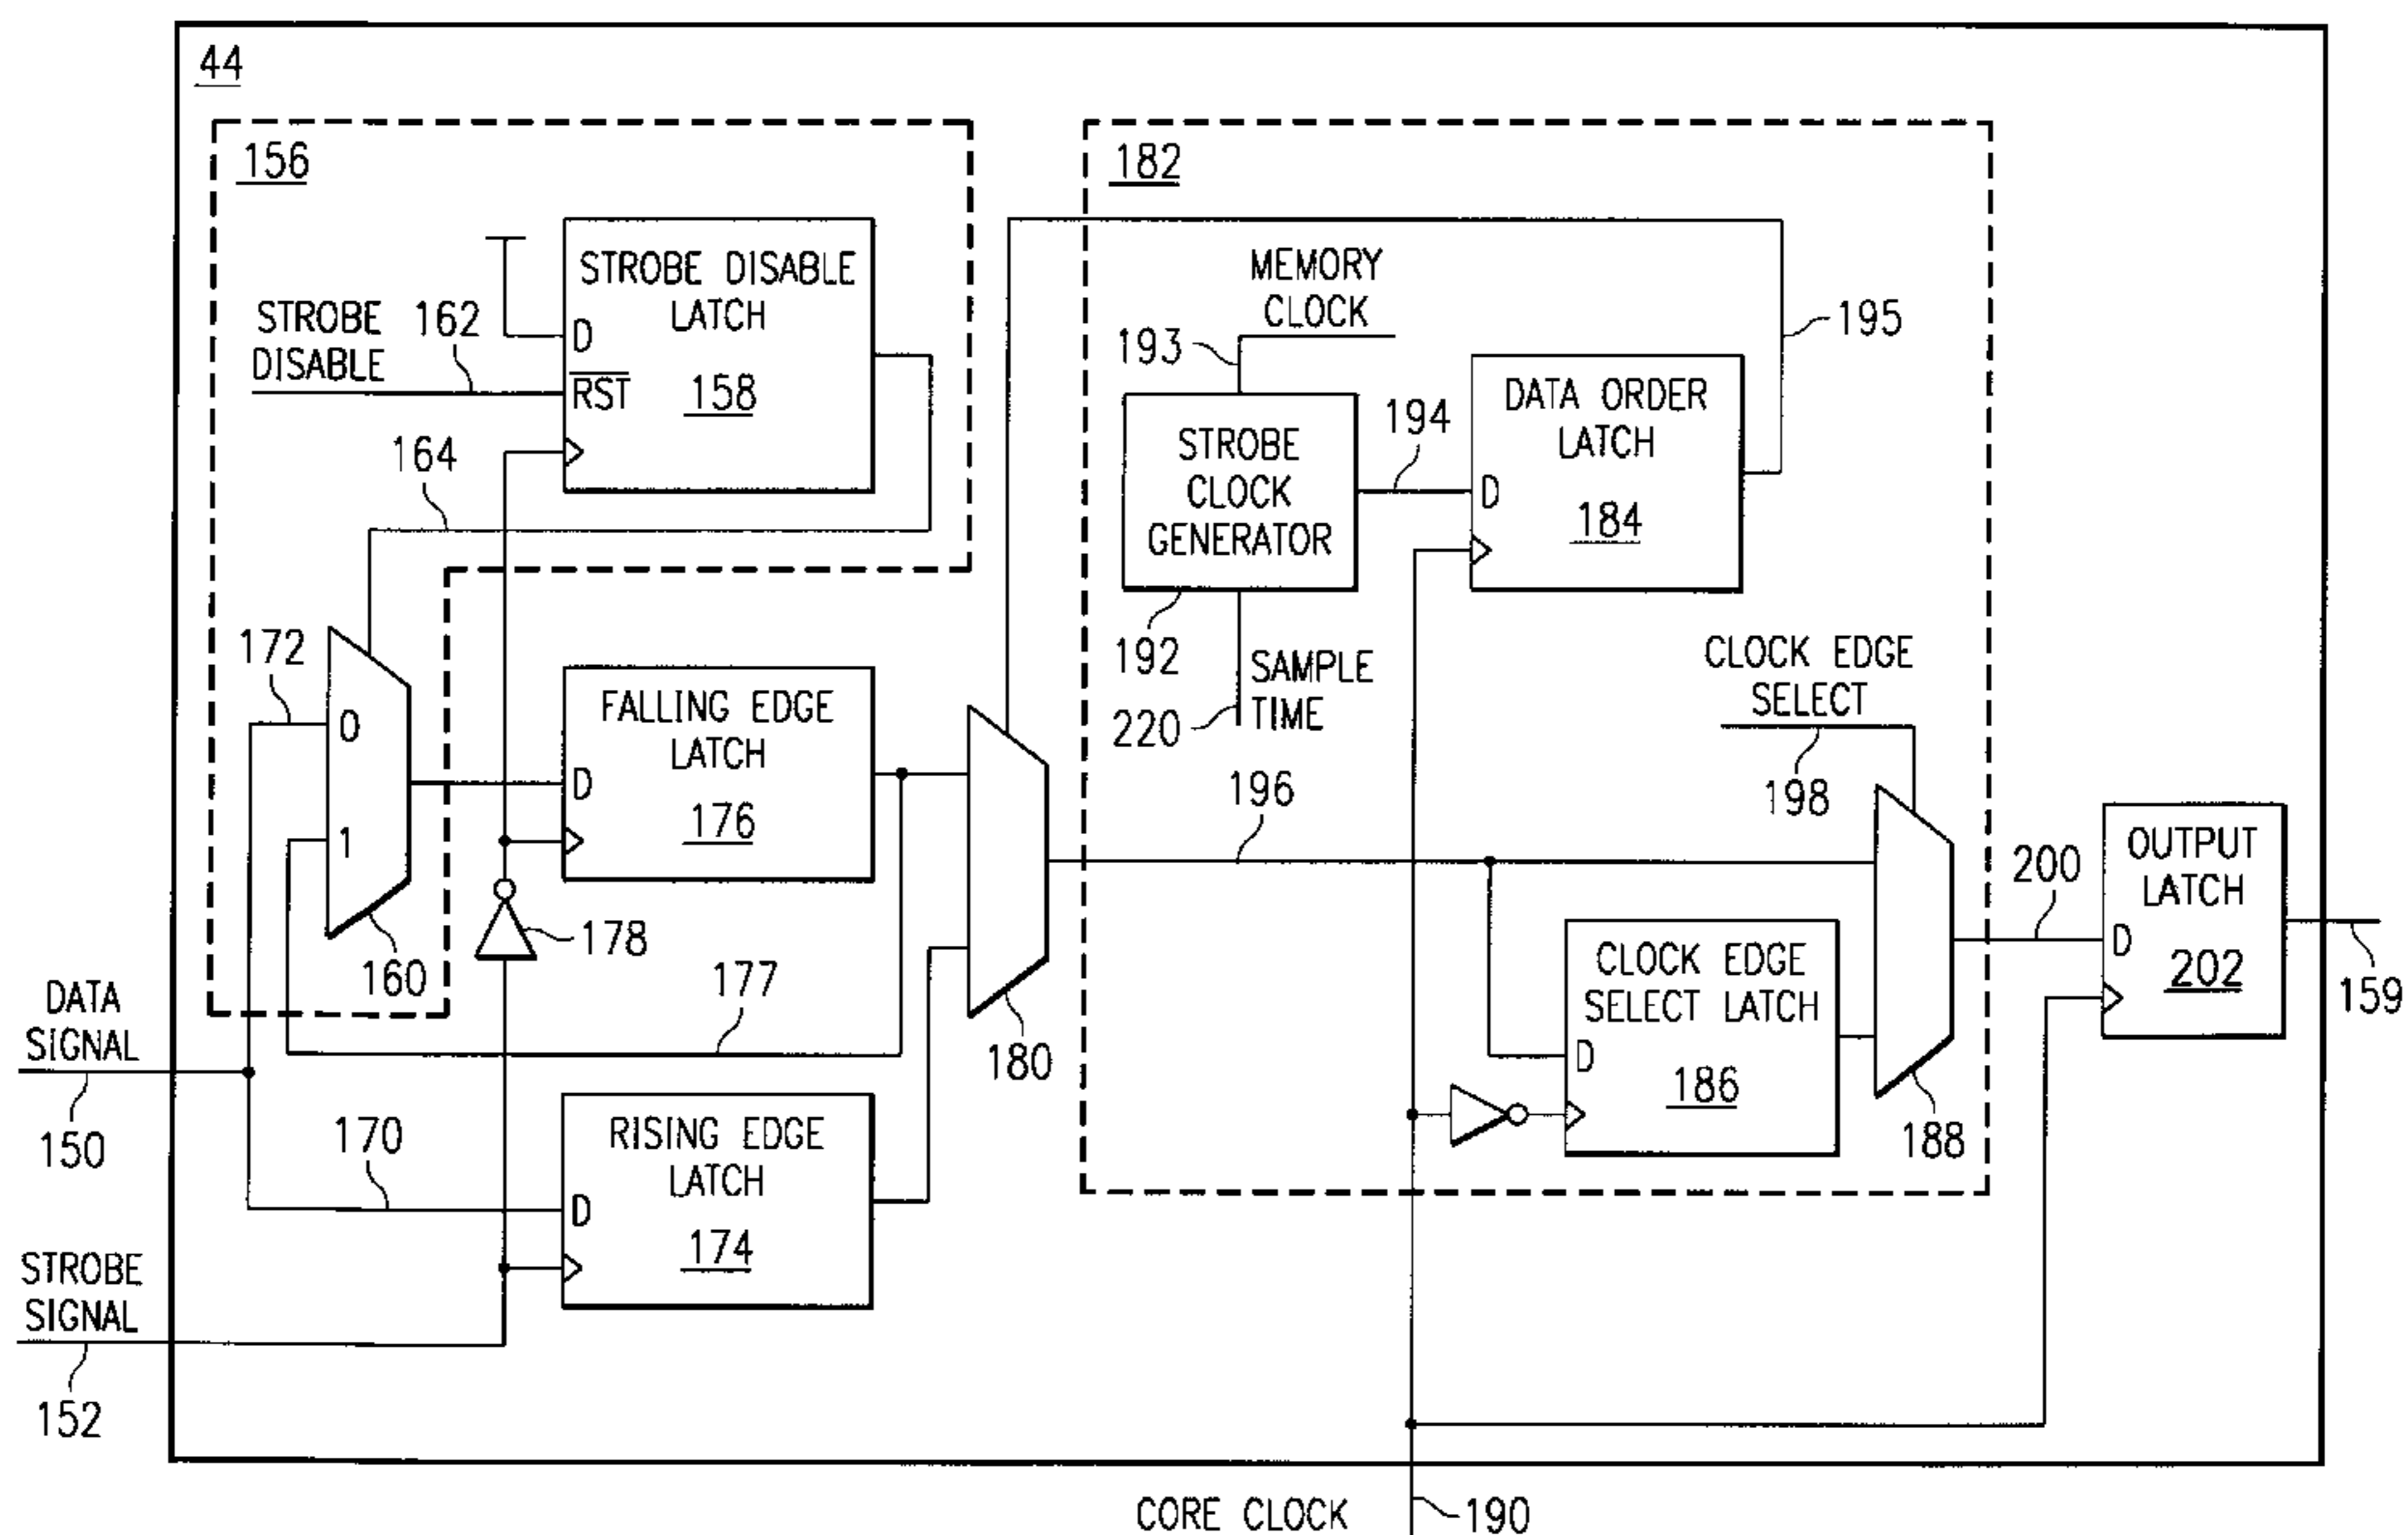 44
156
182
STROBE DISABLE
LATCH
D
RST
158
STROBE
DISABLE
162
164
MEMORY
CLOCK
193
STROBE
CLOCK
GENERATOR
194
DATA ORDER
LATCH
D
184
195
192
SAMPLE
TIME
220
172
0
1
160
FALLING EDGE
LATCH
D
176
178
177
180
196
CLOCK EDGE
SELECT
198
CLOCK EDGE
SELECT LATCH
D
186
188
200
OUTPUT
LATCH
D
202
159
DATA
SIGNAL
150
170
RISING EDGE
LATCH
D
174
STROBE
SIGNAL
152
CORE CLOCK
190